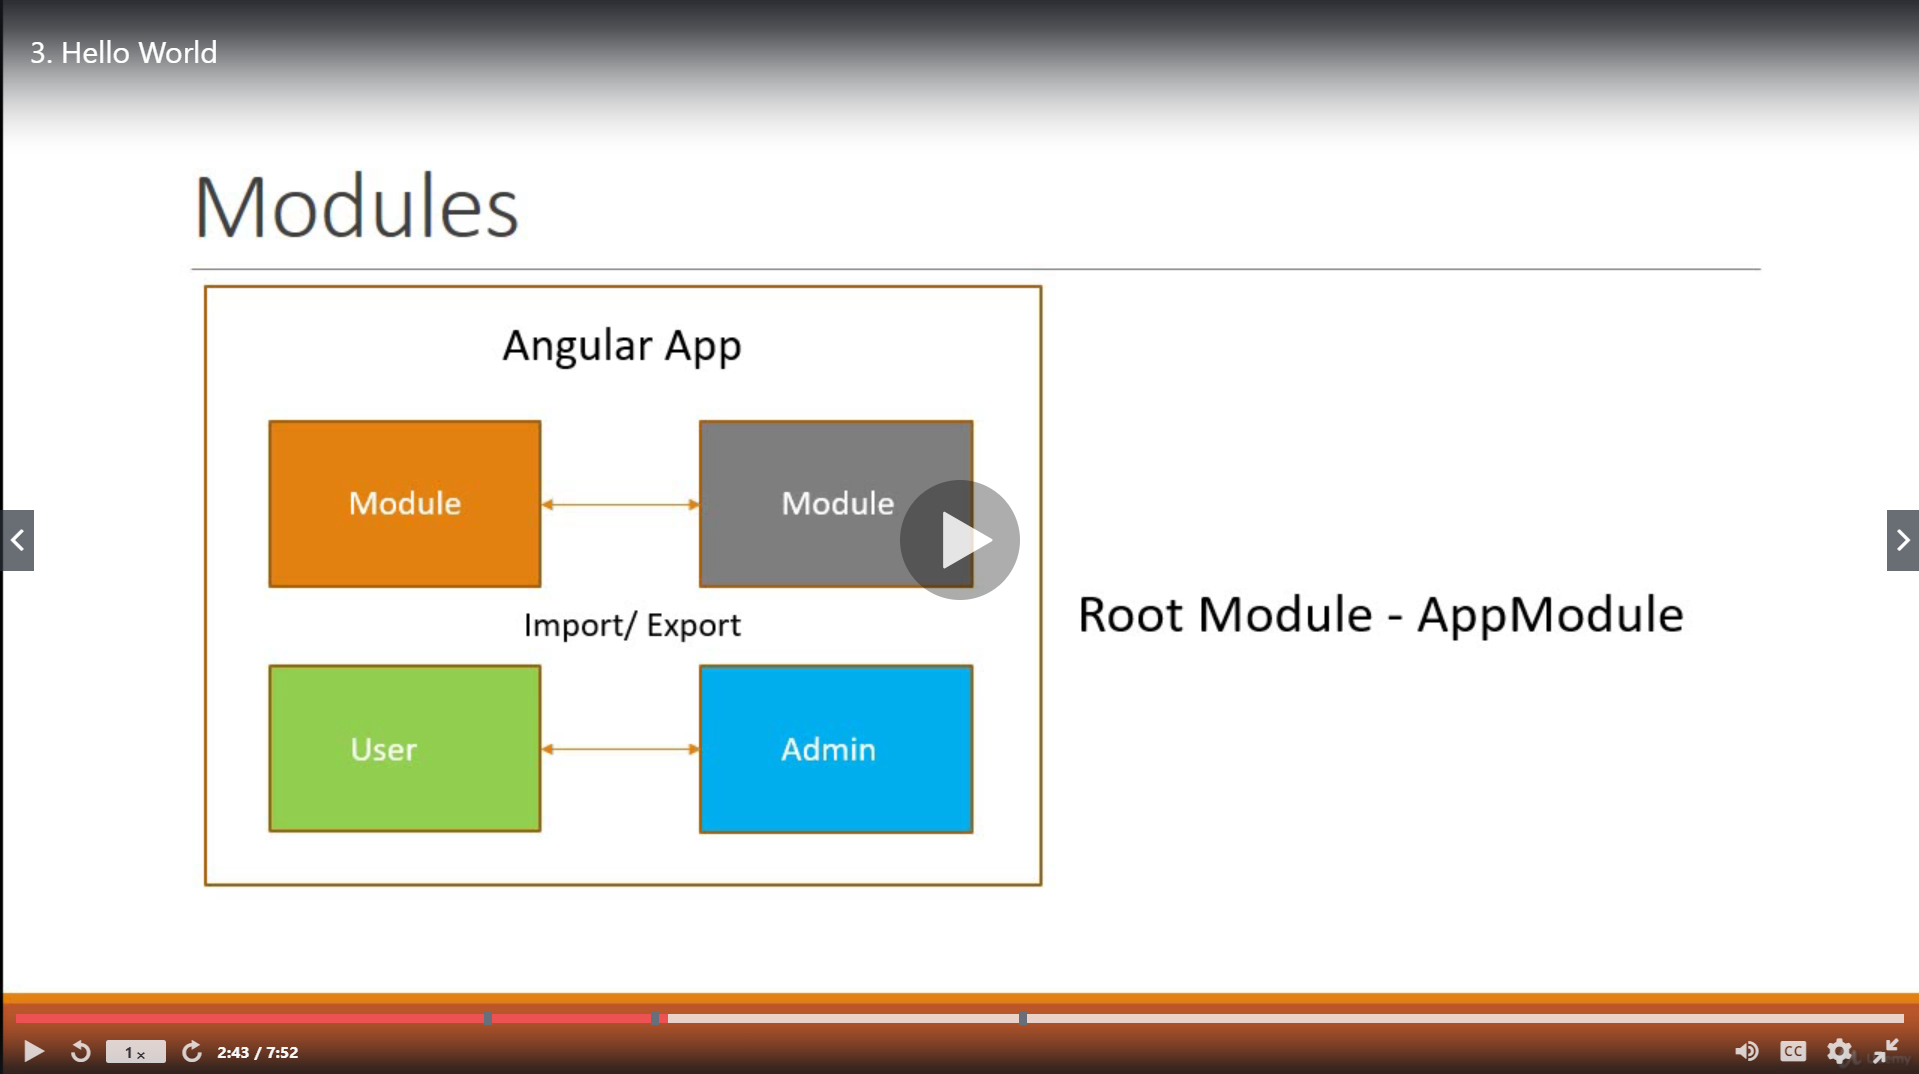 3. Hello World
Modules
Angular App
Module
Module
Import/ Export
User
Admin
Root Module - AppModule
1 x
2:43 / 7:52
CC